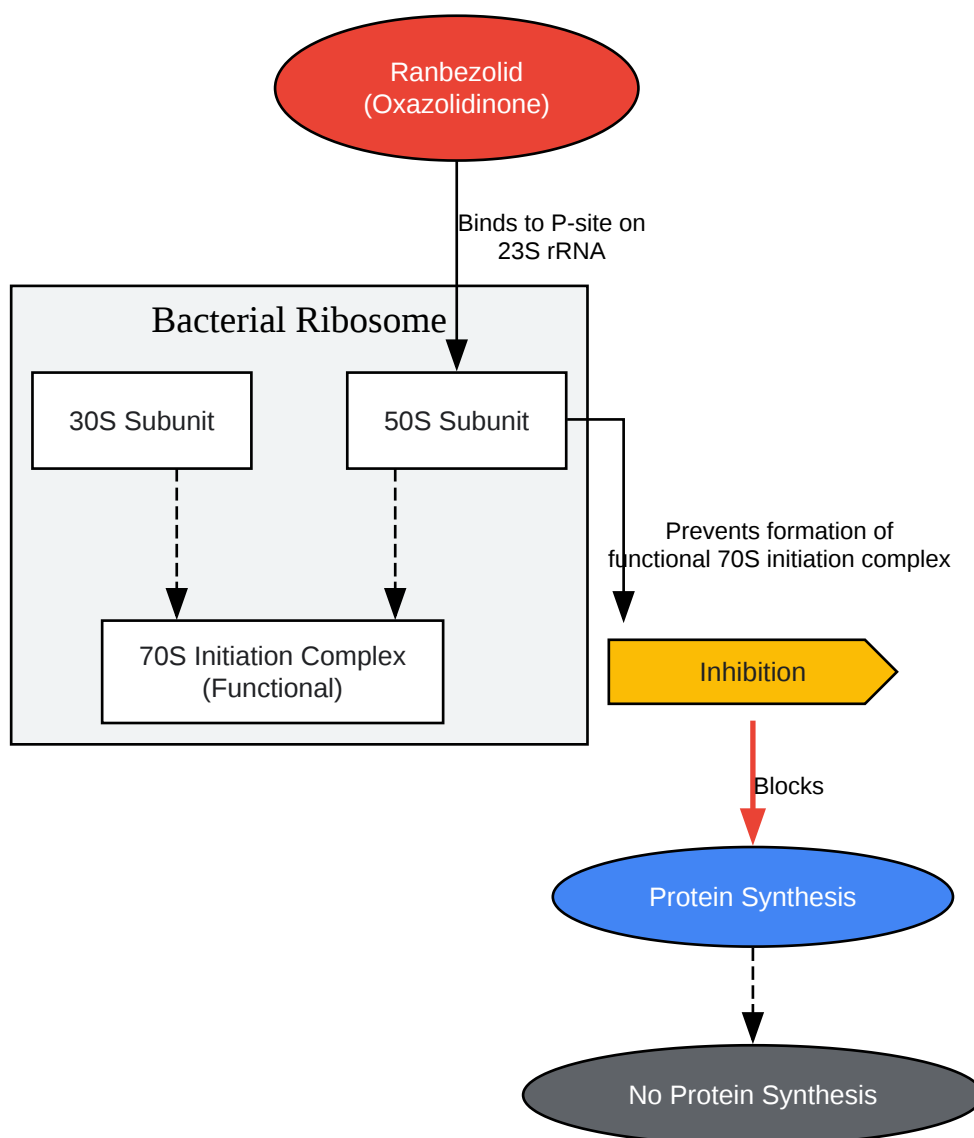 Ranbezolid
(Oxazolidinone)
Binds to P-site on
23S rRNA
Bacterial Ribosome
30S Subunit
50S Subunit
Prevents formation of
functional 70S initiation complex
70S Initiation Complex
(Functional)
Inhibition
Blocks
Protein Synthesis
No Protein Synthesis